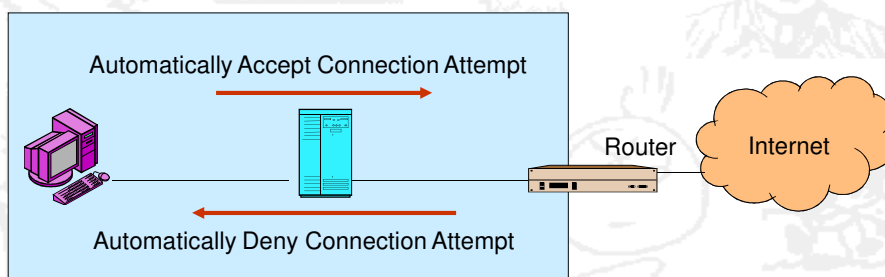 Automatically Accept Connection Attempt
Router
Internet
Automatically Deny Connection Attempt